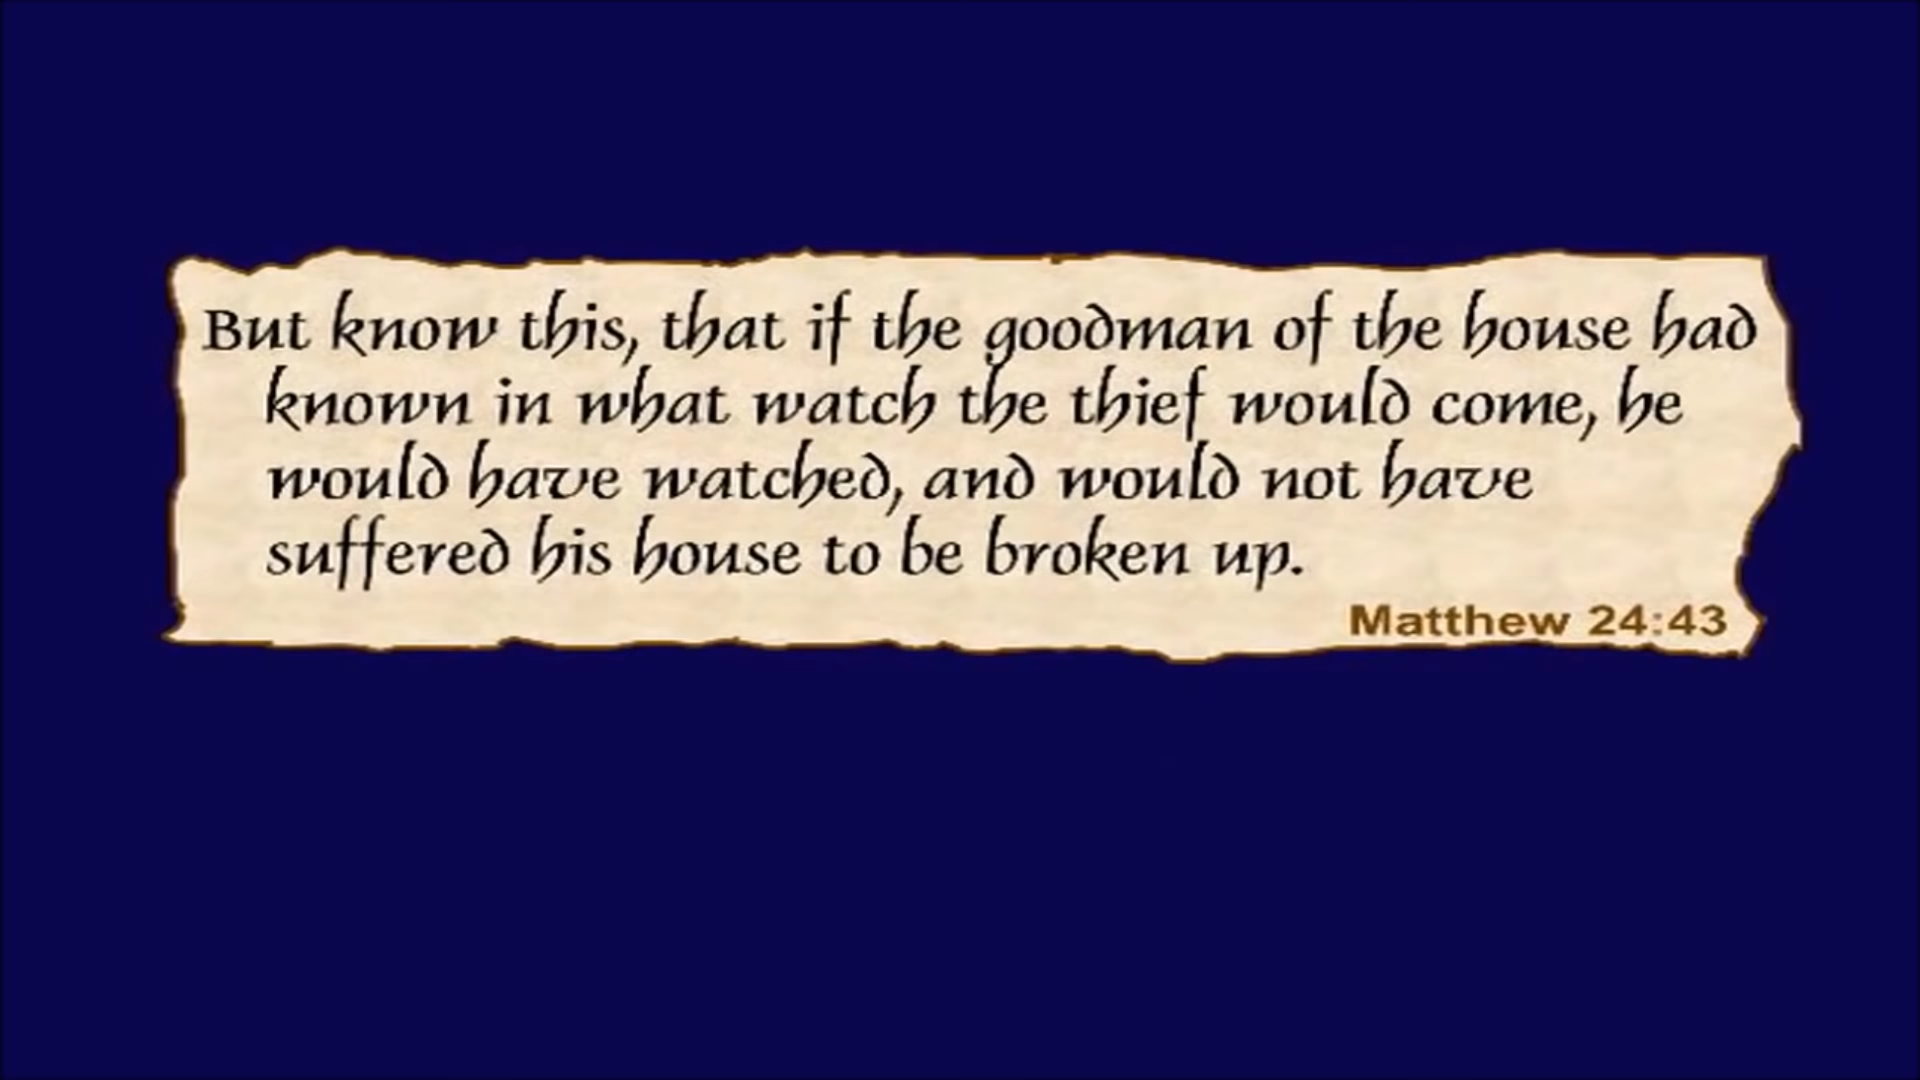 But know this, that if the goodman of the house had
known in what watch the thief would come, he
would have watched, and would not have
suffered his house to be broken up.
Matthew 24:43